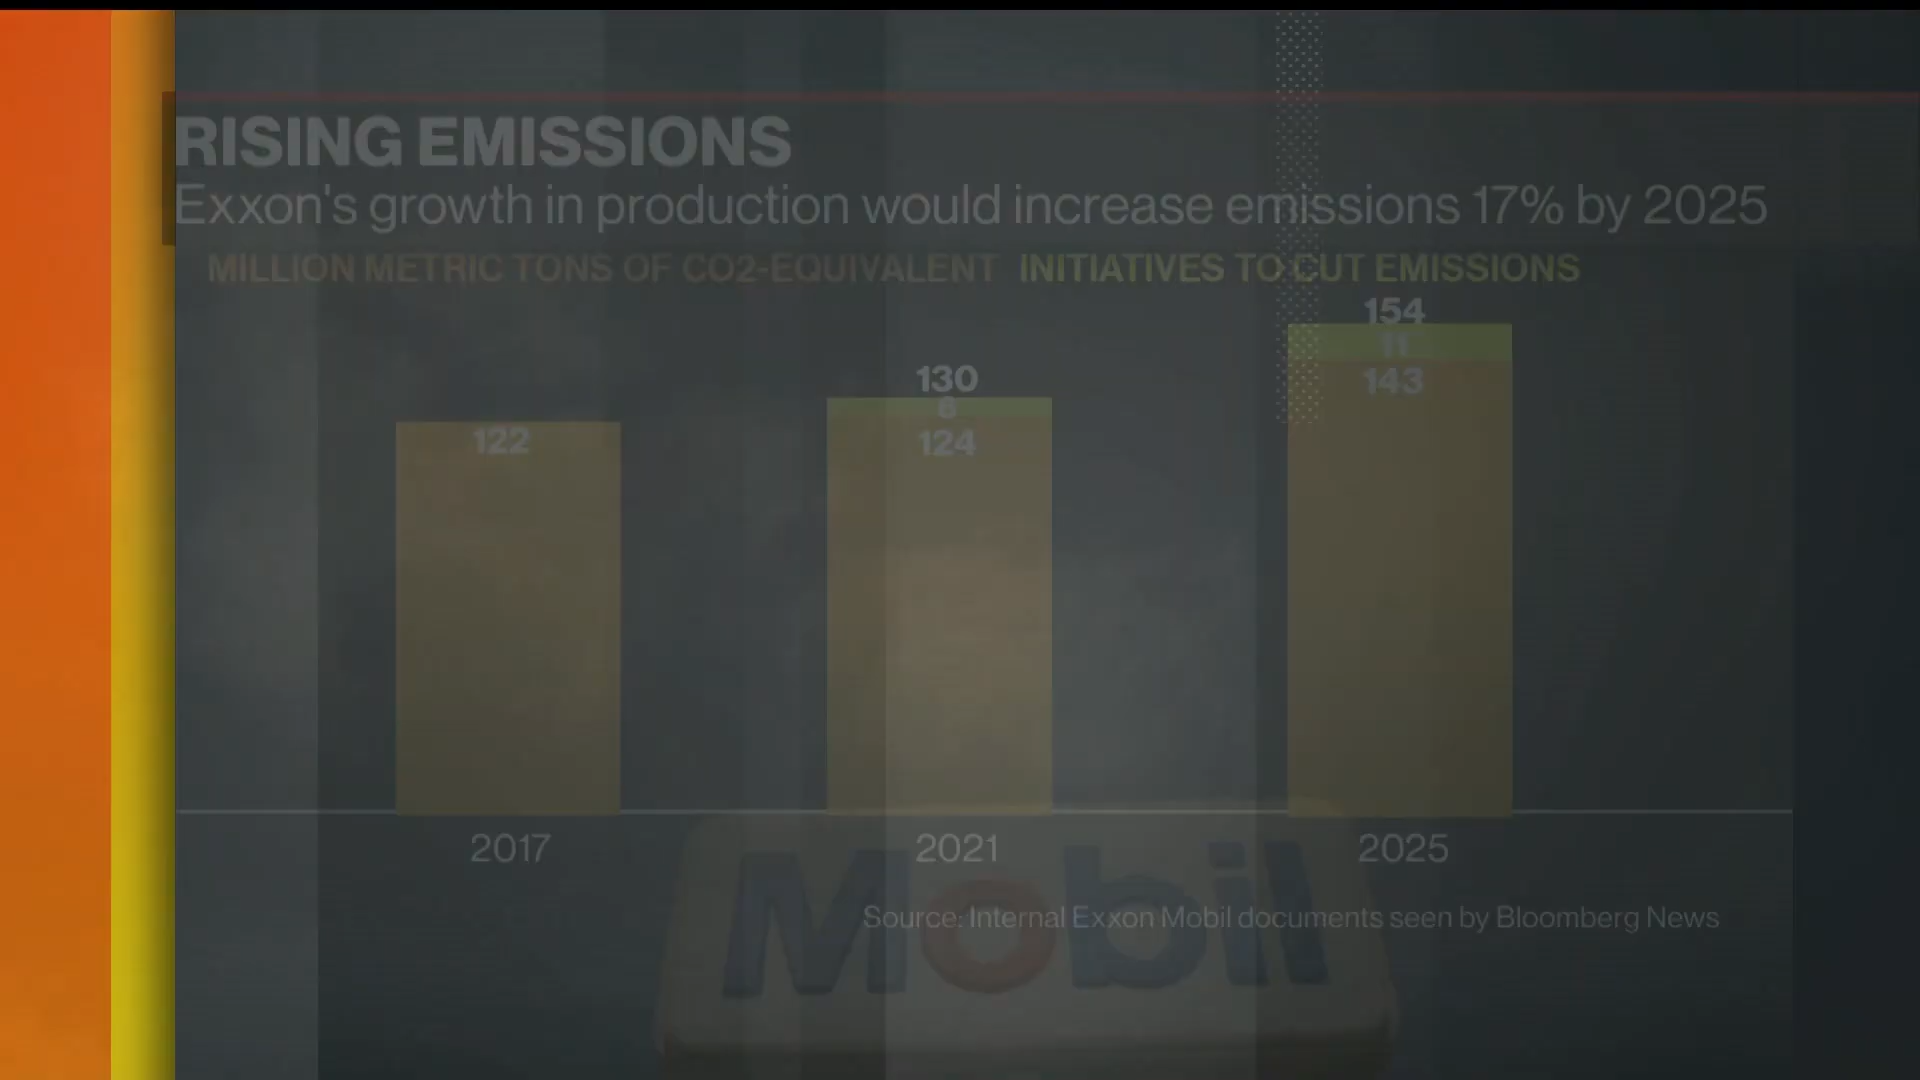 RISING EMISSIONS
Exxon's growth in production would increase emissions 17% by 2025
MILLION METRIC TONS OF CO2-EQUIVALENT INITIATIVES TO CUT EMISSIONS
154
11
143
130
8
124
122
2017 2021 2025
Source: Internal Exxon Mobil documents seen by Bloomberg News
Mobil